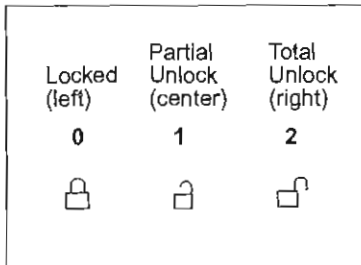 Locked
(left)
Partial
Unlock
(center)
Total
Unlock
(right)
0 1 2